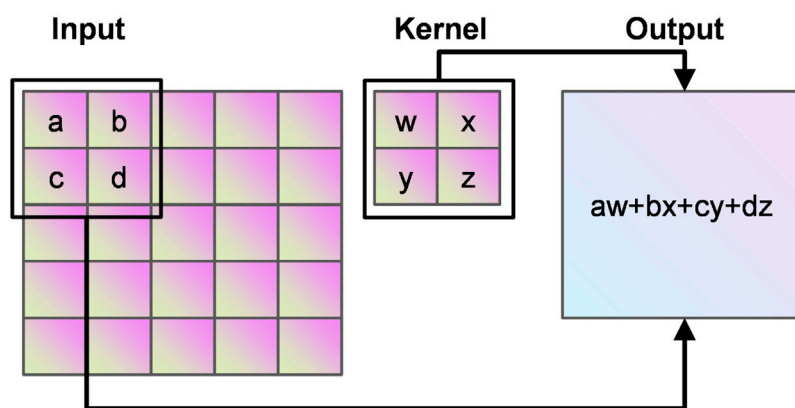 Input
Kernel
Output
a b
c d
w x
y z
aw+bx+cy+dz